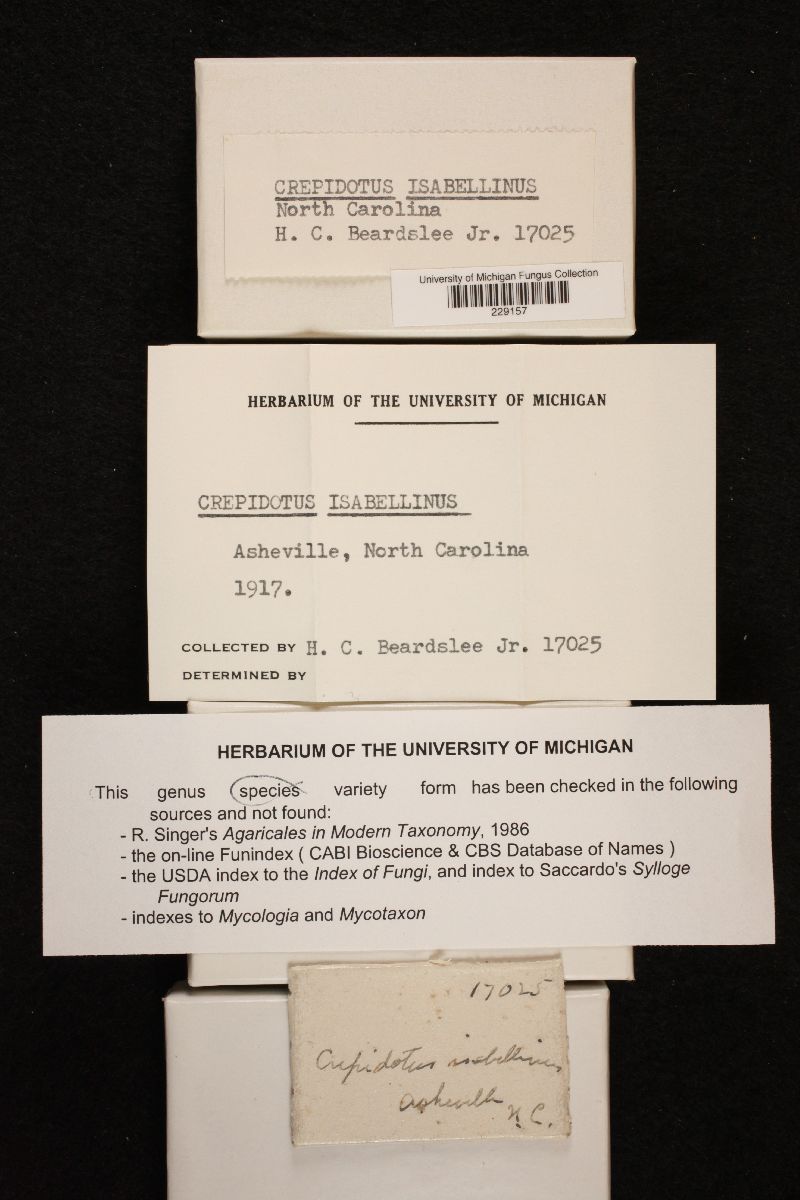 CREPIDOTUS ISABELLINUS
North Carolina
H. C. Beardslee Jr. 17025
University of Michigan Fungus Collection
229157
HERBARIUM OF THE UNIVERSITY OF MICHIGAN
CREPIDOTUS ISABELLINUS
Asheville, North Carolina
1917.
COLLECTED BY H. C. Beardslee Jr. 17025
DETERMINED BY
HERBARIUM OF THE UNIVERSITY OF MICHIGAN
This genus species variety form has been checked in the following
sources and not found:
- R. Singer's Agaricales in Modern Taxonomy, 1986
- the on-line Funindex ( CABI Bioscience & CBS Database of Names )
- the USDA index to the Index of Fungi, and index to Saccardo's Sylloge
Fungorum
- indexes to Mycologia and Mycotaxon
17025
Crepidotus isabellinus
Asheville
N.C.